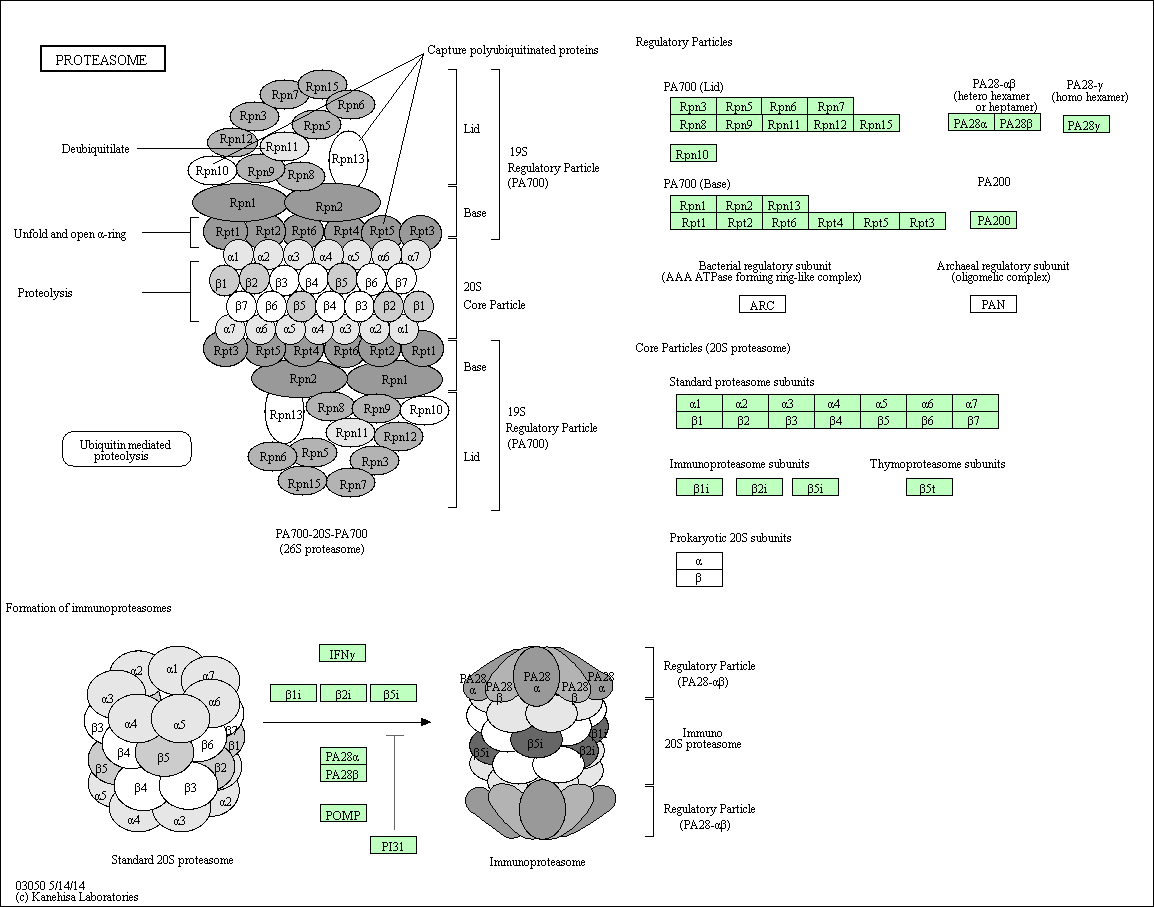 PROTEASOME
Capture polyubiquitinated proteins
Rpn15
Rpn7
Rpn6
Rpn3
Rpn5
Rpn12
Rpn11
Deubiquitilate
Rpn13
Rpn10
Rpn9
Rpn8
Lid
19S
Regulatory Particle
(PA700)
Rpn1
Rpn2
Base
Unfold and open α-ring
Rpt1 Rpt2 Rpt6 Rpt4 Rpt5 Rpt3
α1 α2 α3 α4 α5 α6 α7
Proteolysis
β1 β2 β3 β4 β5 β6 β7
20S
Core Particle
β7 β6 β5 β4 β3 β2 β1
α7 α6 α5 α4 α3 α2 α1
Rpt3 Rpt5 Rpt4 Rpt6 Rpt2 Rpt1
Base
Rpn2 Rpn1
Rpn13 Rpn8 Rpn9 Rpn10
19S
Regulatory Particle
(PA700)
Rpn11 Rpn12
Ubiquitin mediated
proteolysis
Rpn6 Rpn5 Rpn3
Lid
Rpn15 Rpn7
PA700-20S-PA700
(26S proteasome)
Regulatory Particles
PA700 (Lid)
Rpn3 Rpn5 Rpn6 Rpn7
Rpn8 Rpn9 Rpn11 Rpn12 Rpn15
Rpn10
PA28-αβ
(hetero hexamer
or heptamer)
PA28α PA28β
PA28-γ
(homo hexamer)
PA28γ
PA700 (Base)
Rpn1 Rpn2 Rpn13
Rpt1 Rpt2 Rpt6 Rpt4 Rpt5 Rpt3
PA200
PA200
Bacterial regulatory subunit
(AAA ATPase forming ring-like complex)
ARC
Archaeal regulatory subunit
(oligomelic complex)
PAN
Core Particles (20S proteasome)
Standard proteasome subunits
α1 α2 α3 α4 α5 α6 α7
β1 β2 β3 β4 β5 β6 β7
Immunoproteasome subunits
β1i β2i β5i
Thymoproteasome subunits
β5t
Prokaryotic 20S subunits
α
β
Formation of immunoproteasomes
α2 α1 α7
α3 α6
α4 α5
β3 β7
β4 β6 β1
β5
β5 β2
β4 β3
α5 α2
α4 α3
Standard 20S proteasome
IFNγ
β1i β2i β5i
PA28α
PA28β
POMP
PI31
PA28 α
PA28 β
PA28 α
PA28 β
PA28 α
β1i
β5i β5i β2i
Immunoproteasome
Regulatory Particle
(PA28-αβ)
Immuno
20S proteasome
Regulatory Particle
(PA28-αβ)
03050 5/14/14
(c) Kanehisa Laboratories